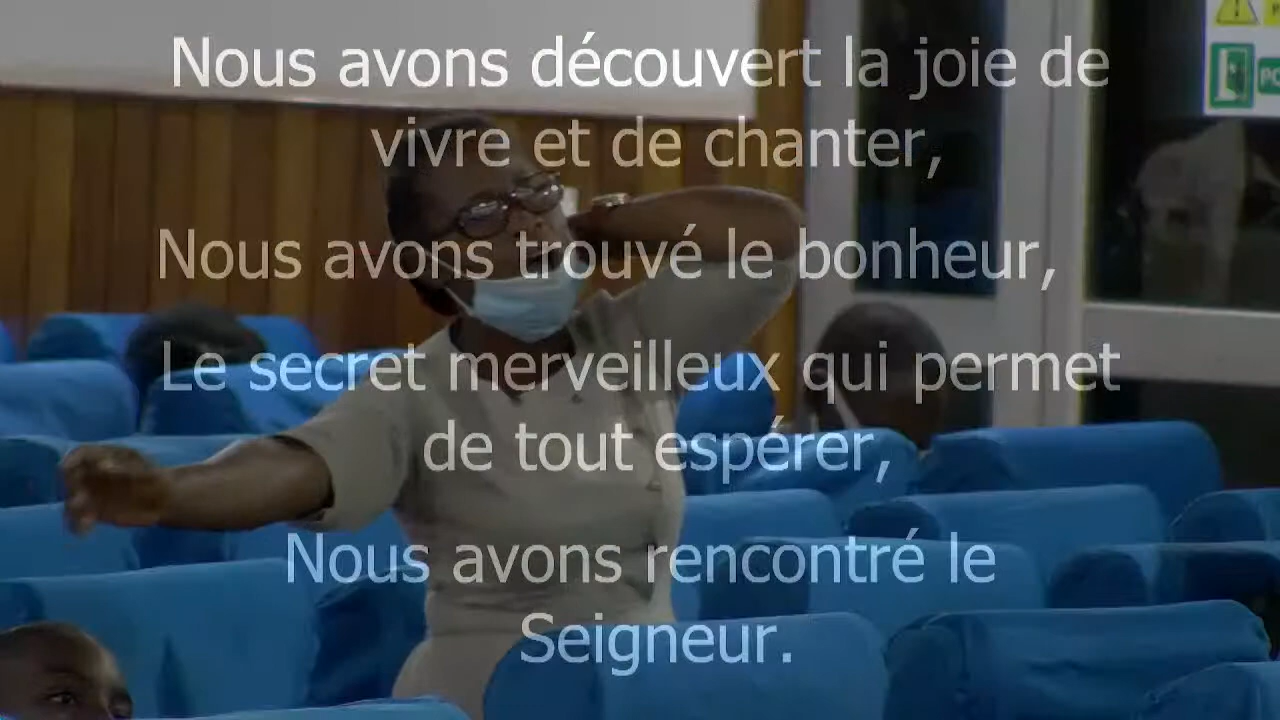 Nous avons découvert la joie de
vivre et de chanter,
Nous avons trouvé le bonheur,
Le secret merveilleux qui permet
de tout espérer,
Nous avons rencontré le
Seigneur.